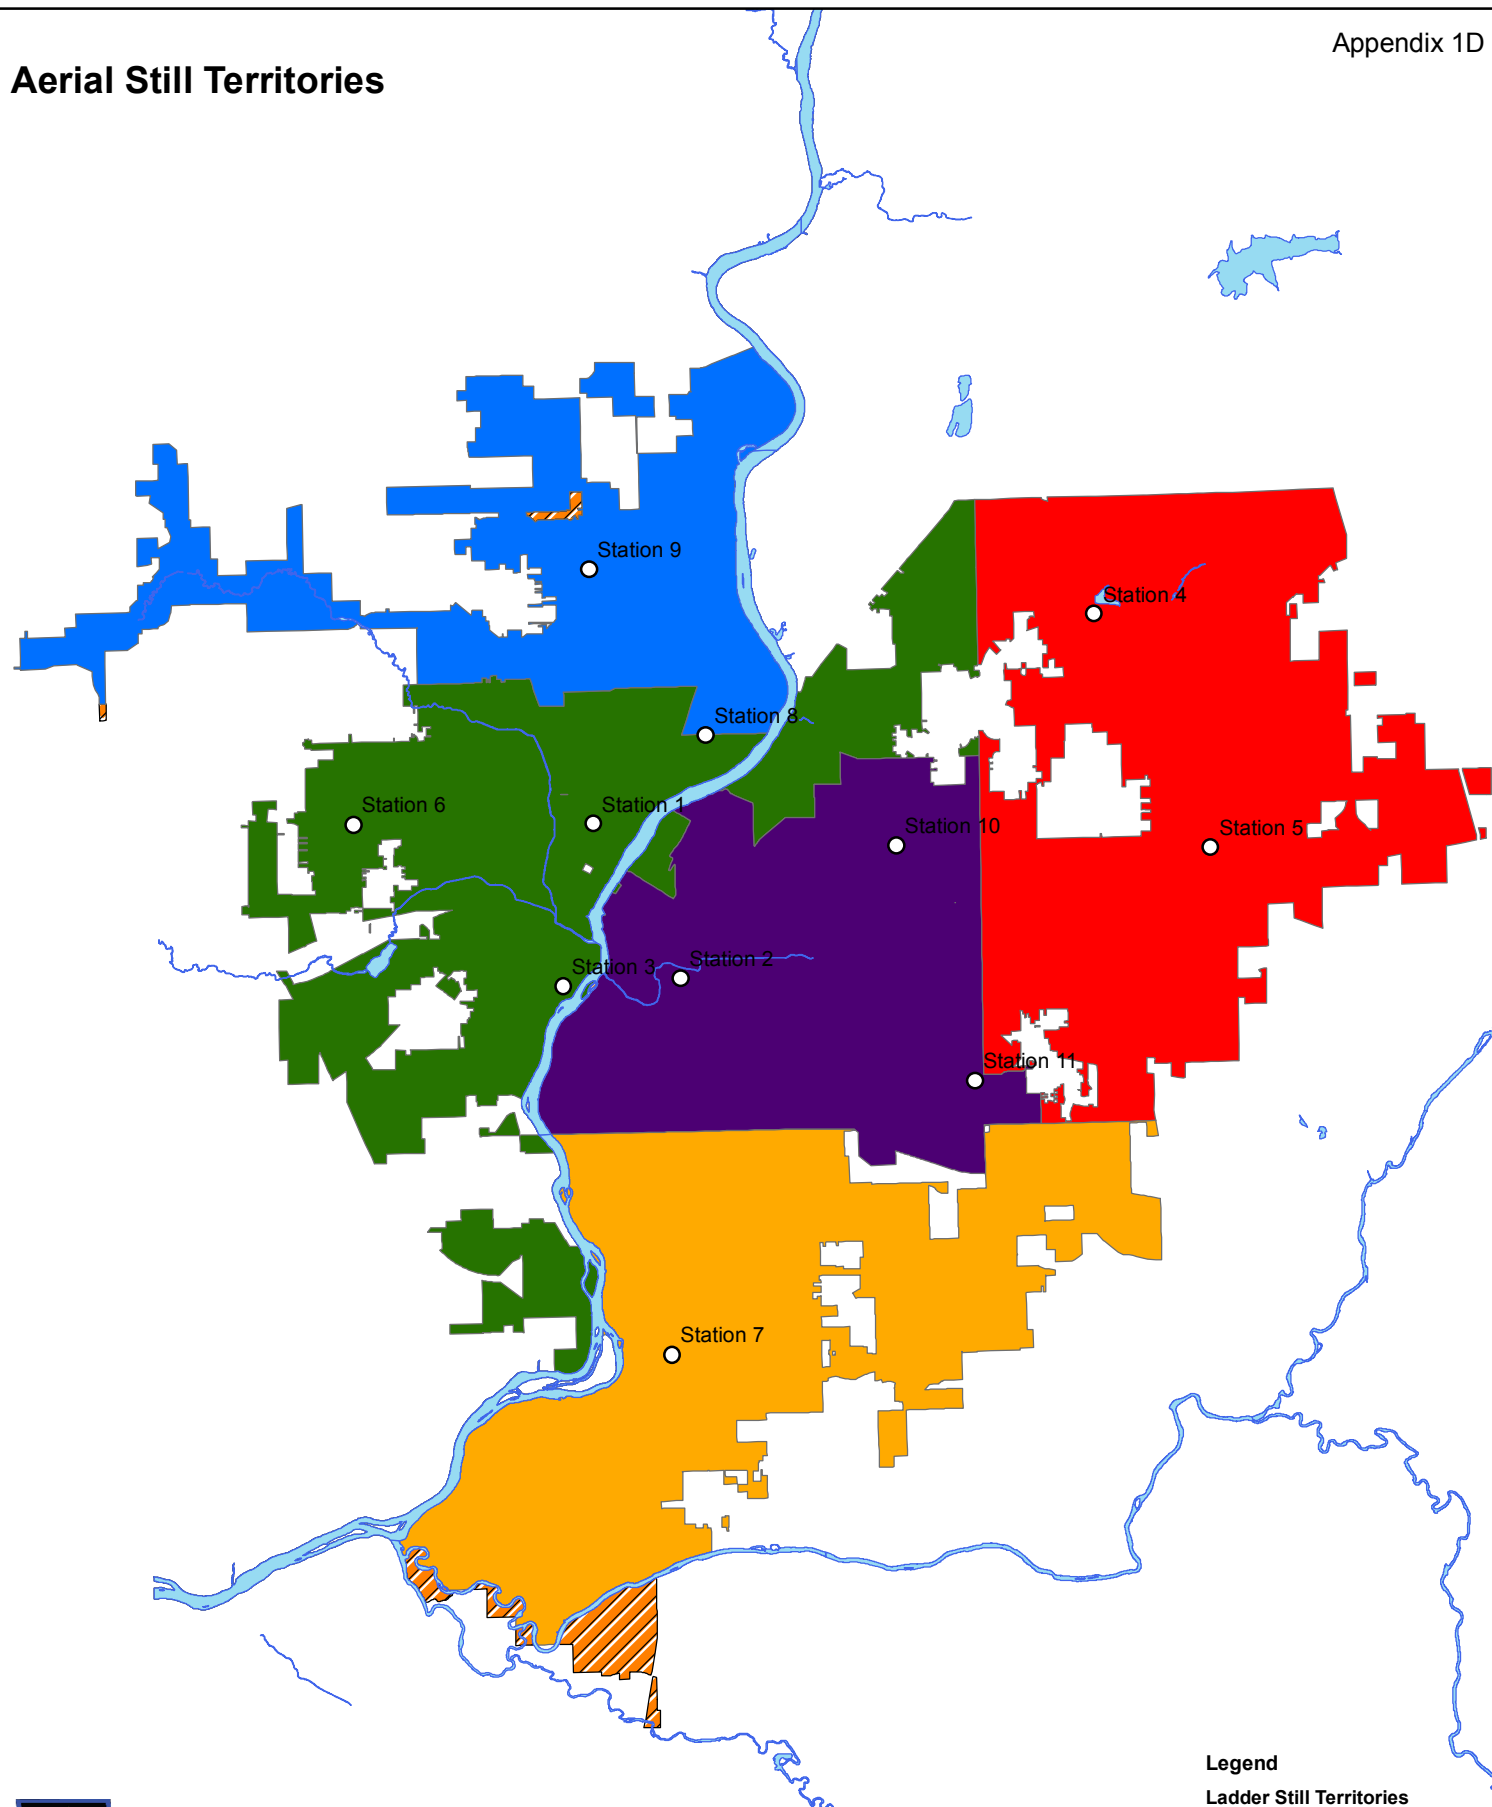 Appendix 1D
Aerial Still Territories
Station 9
Station 4
Station 8
Station 6
Station 1
Station 10
Station 5
Station 3
Station 2
Station 11
Station 7
Legend
Ladder Still Territories